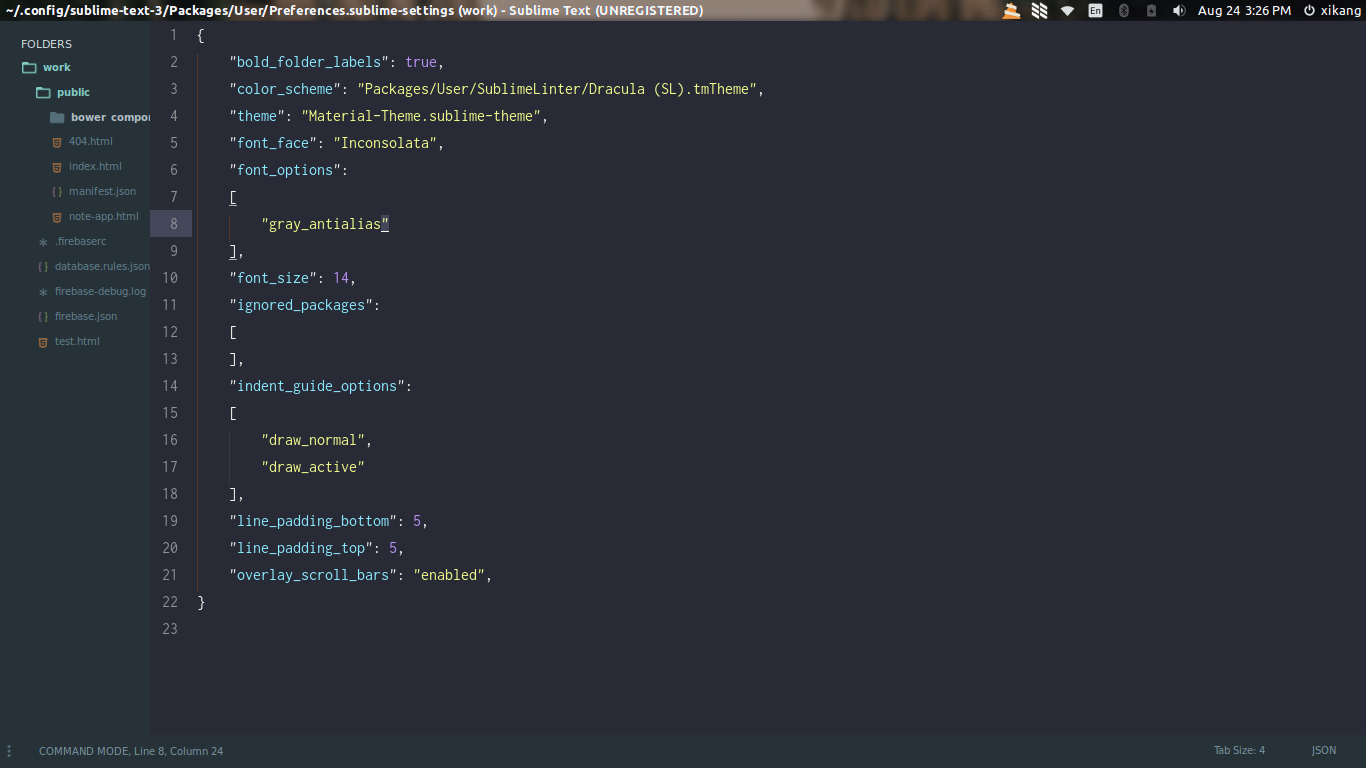 ~/.config/sublime-text-3/Packages/User/Preferences.sublime-settings (work) - Sublime Text (UNREGISTERED)
En
Aug 24 3:26 PM
xikang
FOLDERS
work
public
bower_compo
404.html
index.html
manifest.json
note-app.html
.firebaserc
database.rules.json
firebase-debug.log
firebase.json
test.html
1 {
2 "bold_folder_labels": true,
3 "color_scheme": "Packages/User/SublimeLinter/Dracula (SL).tmTheme",
4 "theme": "Material-Theme.sublime-theme",
5 "font_face": "Inconsolata",
6 "font_options":
7 [
8 "gray_antialias"
9 ],
10 "font_size": 14,
11 "ignored_packages":
12 [
13 ],
14 "indent_guide_options":
15 [
16 "draw_normal",
17 "draw_active"
18 ],
19 "line_padding_bottom": 5,
20 "line_padding_top": 5,
21 "overlay_scroll_bars": "enabled",
22 }
23
COMMAND MODE, Line 8, Column 24
Tab Size: 4
JSON